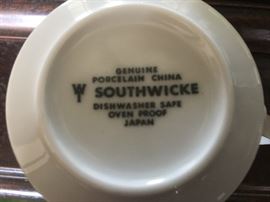 GENUINE
PORCELAIN CHINA
SOUTHWICKE
DISHWASHER SAFE
OVEN PROOF
JAPAN